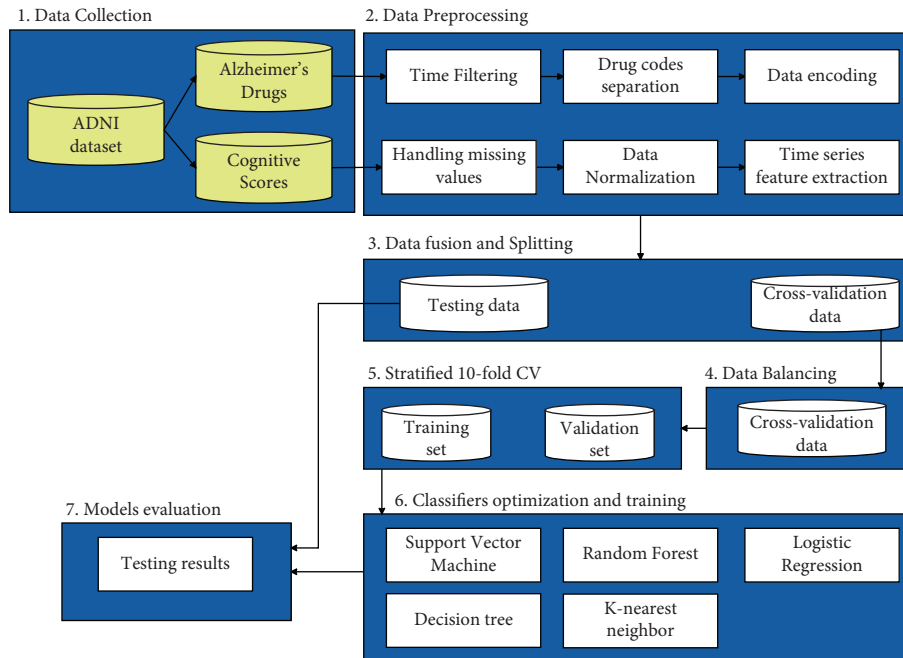 1. Data Collection
ADNI
dataset
Alzheimer's
Drugs
Cognitive
Scores
2. Data Preprocessing
Time Filtering
Drug codes
separation
Data encoding
Handling missing
values
Data
Normalization
Time series
feature extraction
3. Data fusion and Splitting
Testing data
Cross-validation
data
4. Data Balancing
Cross-validation
data
5. Stratified 10-fold CV
Training
set
Validation
set
6. Classifiers optimization and training
Support Vector
Machine
Random Forest
Logistic
Regression
Decision tree
K-nearest
neighbor
7. Models evaluation
Testing results